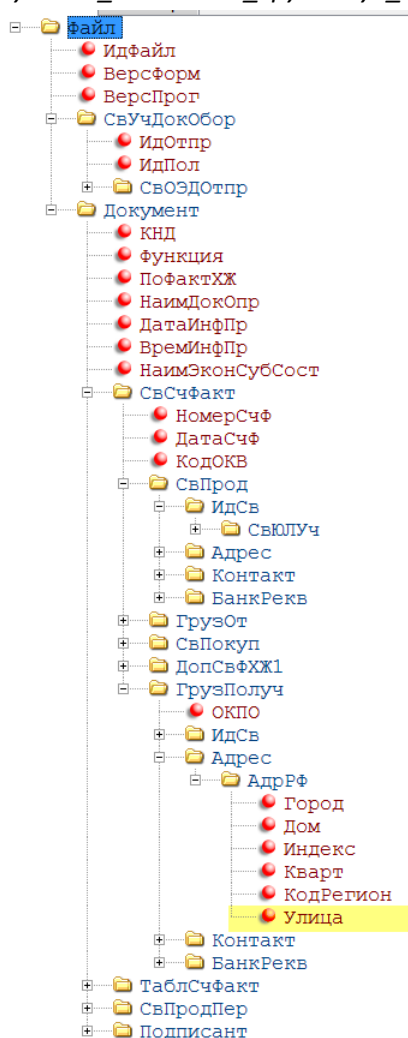 Файл
ИдФайл
ВерсФорм
ВерсПрог
СвУчДокОбор
ИдОтпр
ИдПол
СвОЭДОтпр
Документ
КНД
Функция
ПоФактХЖ
НаимДокОпр
ДатаИнфПр
ВремИнфПр
НаимЭконСубСост
СвСчФакт
НомерСчФ
ДатаСчФ
КодОКВ
СвПрод
ИдСв
СвЮЛУч
Адрес
Контакт
БанкРекв
ГрузОт
СвПокуп
ДопСвФХЖ1
ГрузПолуч
ОКПО
ИдСв
Адрес
АдрРФ
Город
Дом
Индекс
Кварт
КодРегион
Улица
Контакт
БанкРекв
ТаблСчФакт
СвПродПер
Подписант